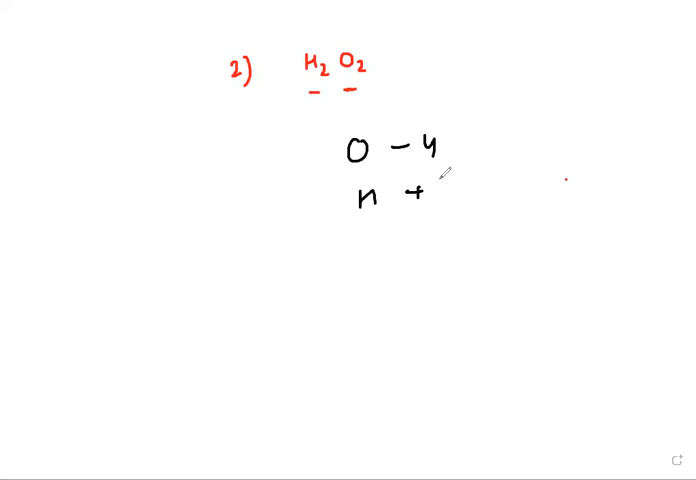 2) H₂ O₂
O - 4
H +